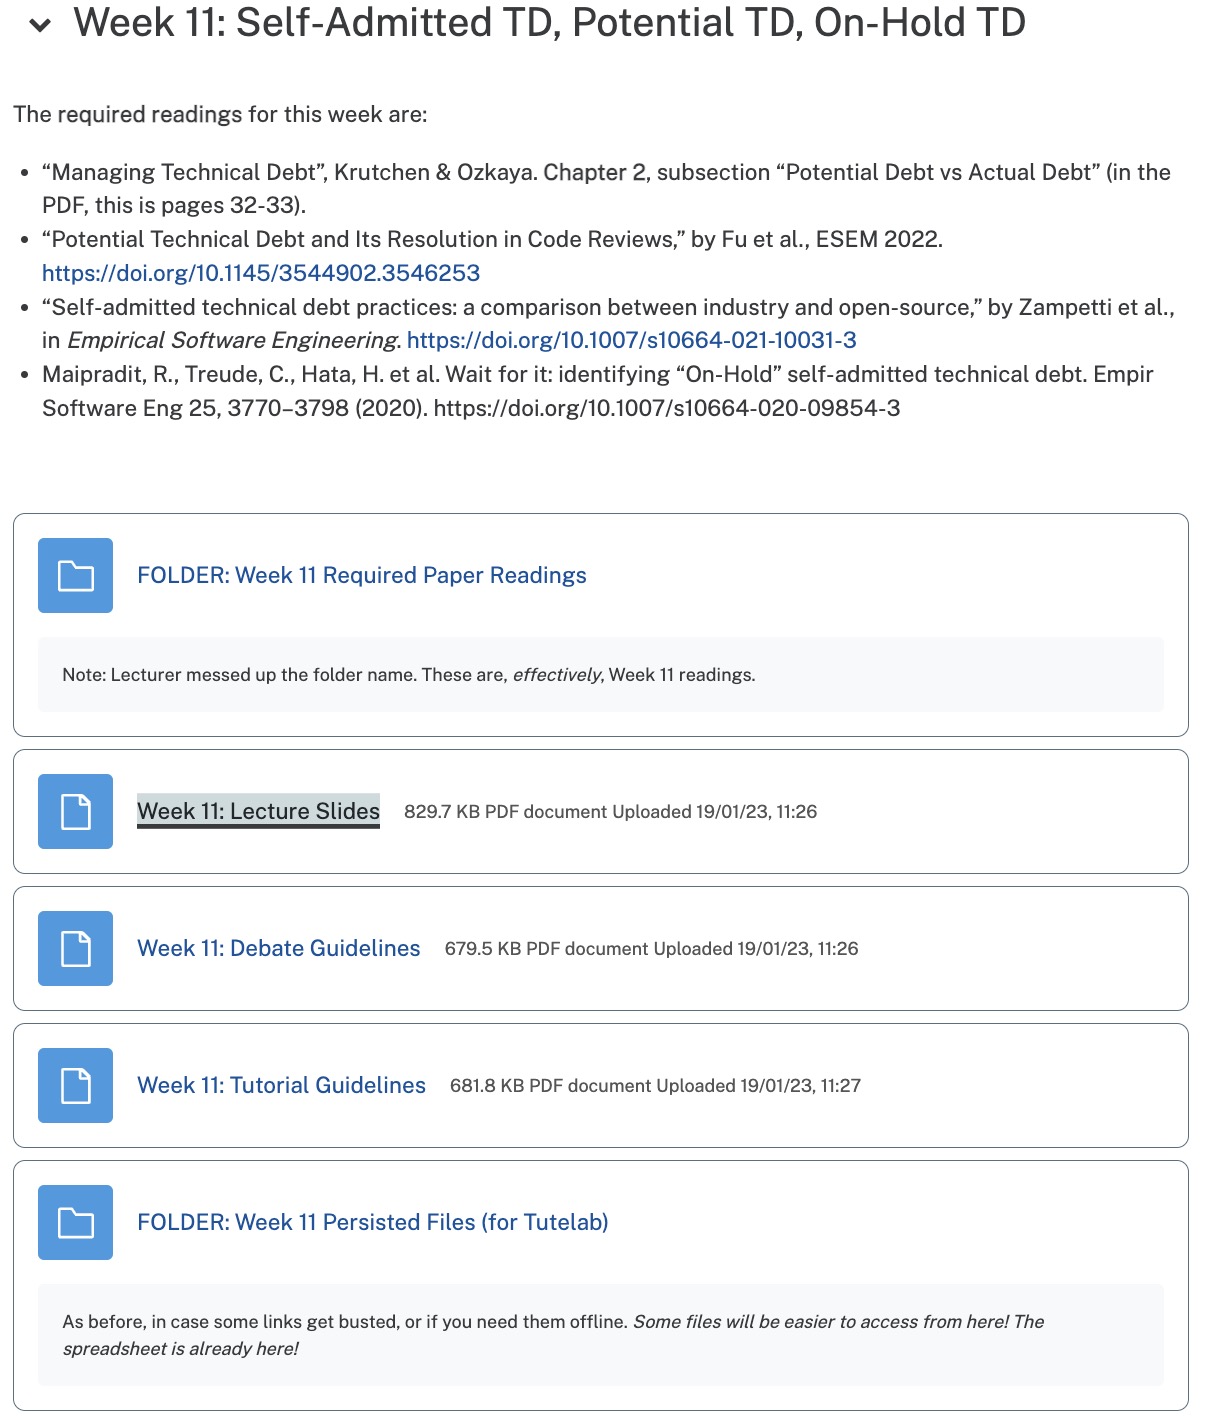 Week 11: Self-Admitted TD, Potential TD, On-Hold TD
The required readings for this week are:
• “Managing Technical Debt”, Krutchen & Ozkaya. Chapter 2, subsection “Potential Debt vs Actual Debt” (in the
PDF, this is pages 32-33).
• “Potential Technical Debt and Its Resolution in Code Reviews,” by Fu et al., ESEM 2022.
https://doi.org/10.1145/3544902.3546253
• “Self-admitted technical debt practices: a comparison between industry and open-source,” by Zampetti et al.,
in Empirical Software Engineering. https://doi.org/10.1007/s10664-021-10031-3
• Maipradit, R., Treude, C., Hata, H. et al. Wait for it: identifying “On-Hold” self-admitted technical debt. Empir
Software Eng 25, 3770–3798 (2020). https://doi.org/10.1007/s10664-020-09854-3
FOLDER: Week 11 Required Paper Readings
Note: Lecturer messed up the folder name. These are, effectively, Week 11 readings.
Week 11: Lecture Slides 829.7 KB PDF document Uploaded 19/01/23, 11:26
Week 11: Debate Guidelines 679.5 KB PDF document Uploaded 19/01/23, 11:26
Week 11: Tutorial Guidelines 681.8 KB PDF document Uploaded 19/01/23, 11:27
FOLDER: Week 11 Persisted Files (for Tutelab)
As before, in case some links get busted, or if you need them offline. Some files will be easier to access from here! The
spreadsheet is already here!